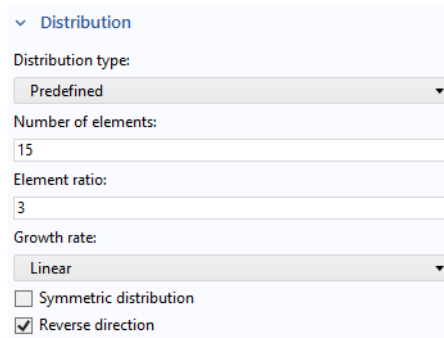 Distribution
Distribution type:
Predefined
Number of elements:
15
Element ratio:
3
Growth rate:
Linear
Symmetric distribution
Reverse direction